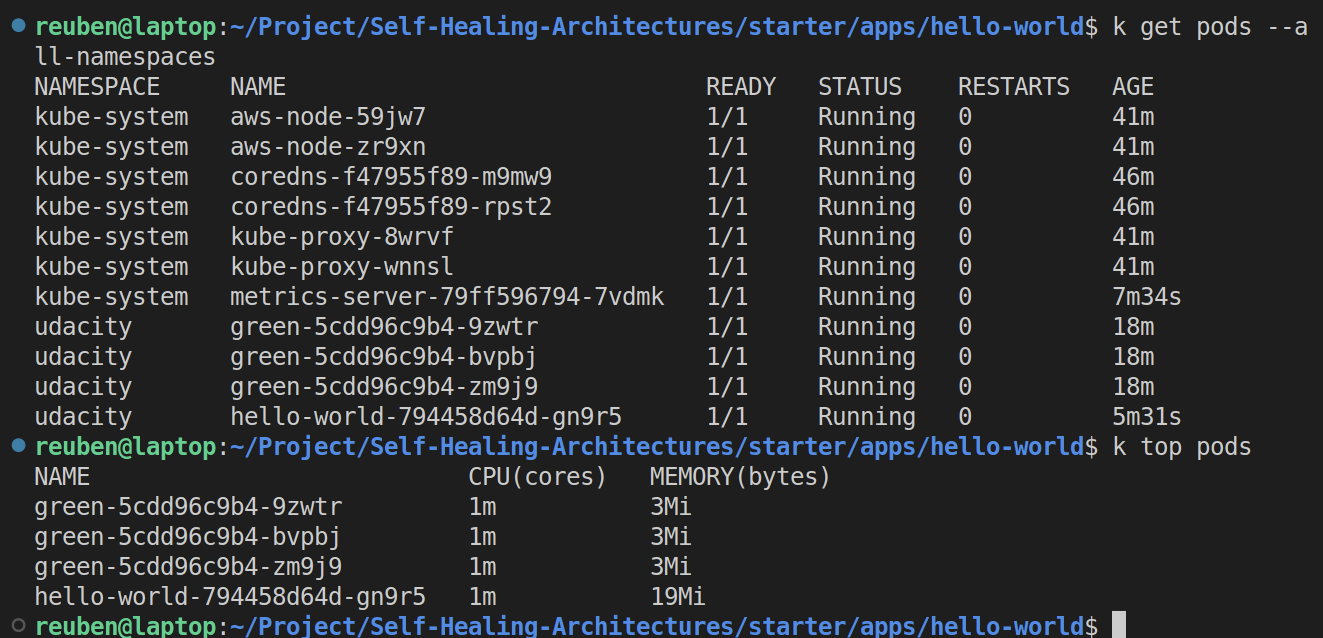 reuben@laptop:~/Project/Self-Healing-Architectures/starter/apps/hello-world$ k get pods --a
ll-namespaces
NAMESPACE     NAME                              READY   STATUS    RESTARTS   AGE
kube-system   aws-node-59jw7                    1/1     Running   0          41m
kube-system   aws-node-zr9xn                    1/1     Running   0          41m
kube-system   coredns-f47955f89-m9mw9           1/1     Running   0          46m
kube-system   coredns-f47955f89-rpst2           1/1     Running   0          46m
kube-system   kube-proxy-8wrvf                  1/1     Running   0          41m
kube-system   kube-proxy-wnnsl                  1/1     Running   0          41m
kube-system   metrics-server-79ff596794-7vdmk   1/1     Running   0          7m34s
udacity       green-5cdd96c9b4-9zwtr            1/1     Running   0          18m
udacity       green-5cdd96c9b4-bvpbj            1/1     Running   0          18m
udacity       green-5cdd96c9b4-zm9j9            1/1     Running   0          18m
udacity       hello-world-794458d64d-gn9r5      1/1     Running   0          5m31s
reuben@laptop:~/Project/Self-Healing-Architectures/starter/apps/hello-world$ k top pods
NAME                           CPU(cores)   MEMORY(bytes)
green-5cdd96c9b4-9zwtr         1m           3Mi
green-5cdd96c9b4-bvpbj         1m           3Mi
green-5cdd96c9b4-zm9j9         1m           3Mi
hello-world-794458d64d-gn9r5   1m           19Mi
reuben@laptop:~/Project/Self-Healing-Architectures/starter/apps/hello-world$